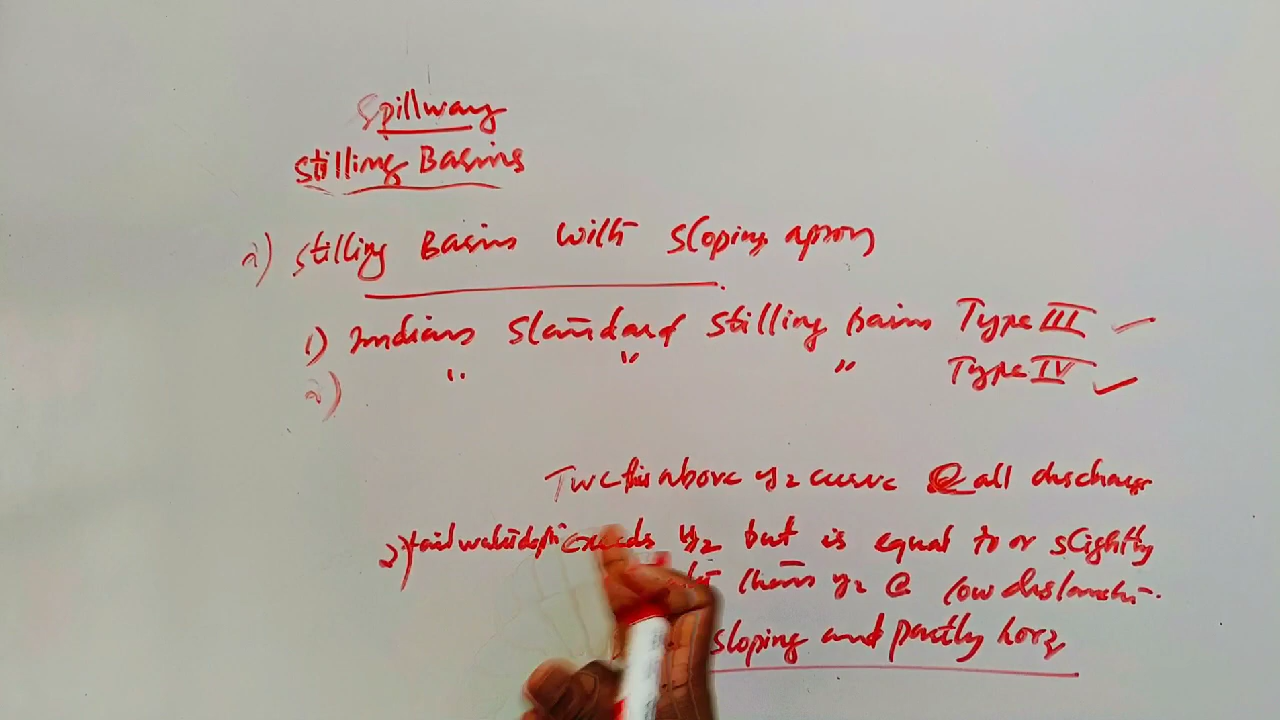 Spillway
Stilling Basins
a) Stilling Basins with sloping apron
1) Indian Standard Stilling basins Type III
2) " " " Type IV
Twc lies above y2 curve @ all discharge
2) tail water depth exceeds y2 but is equal to or slightly
than y2 @ low
sloping and partly horz